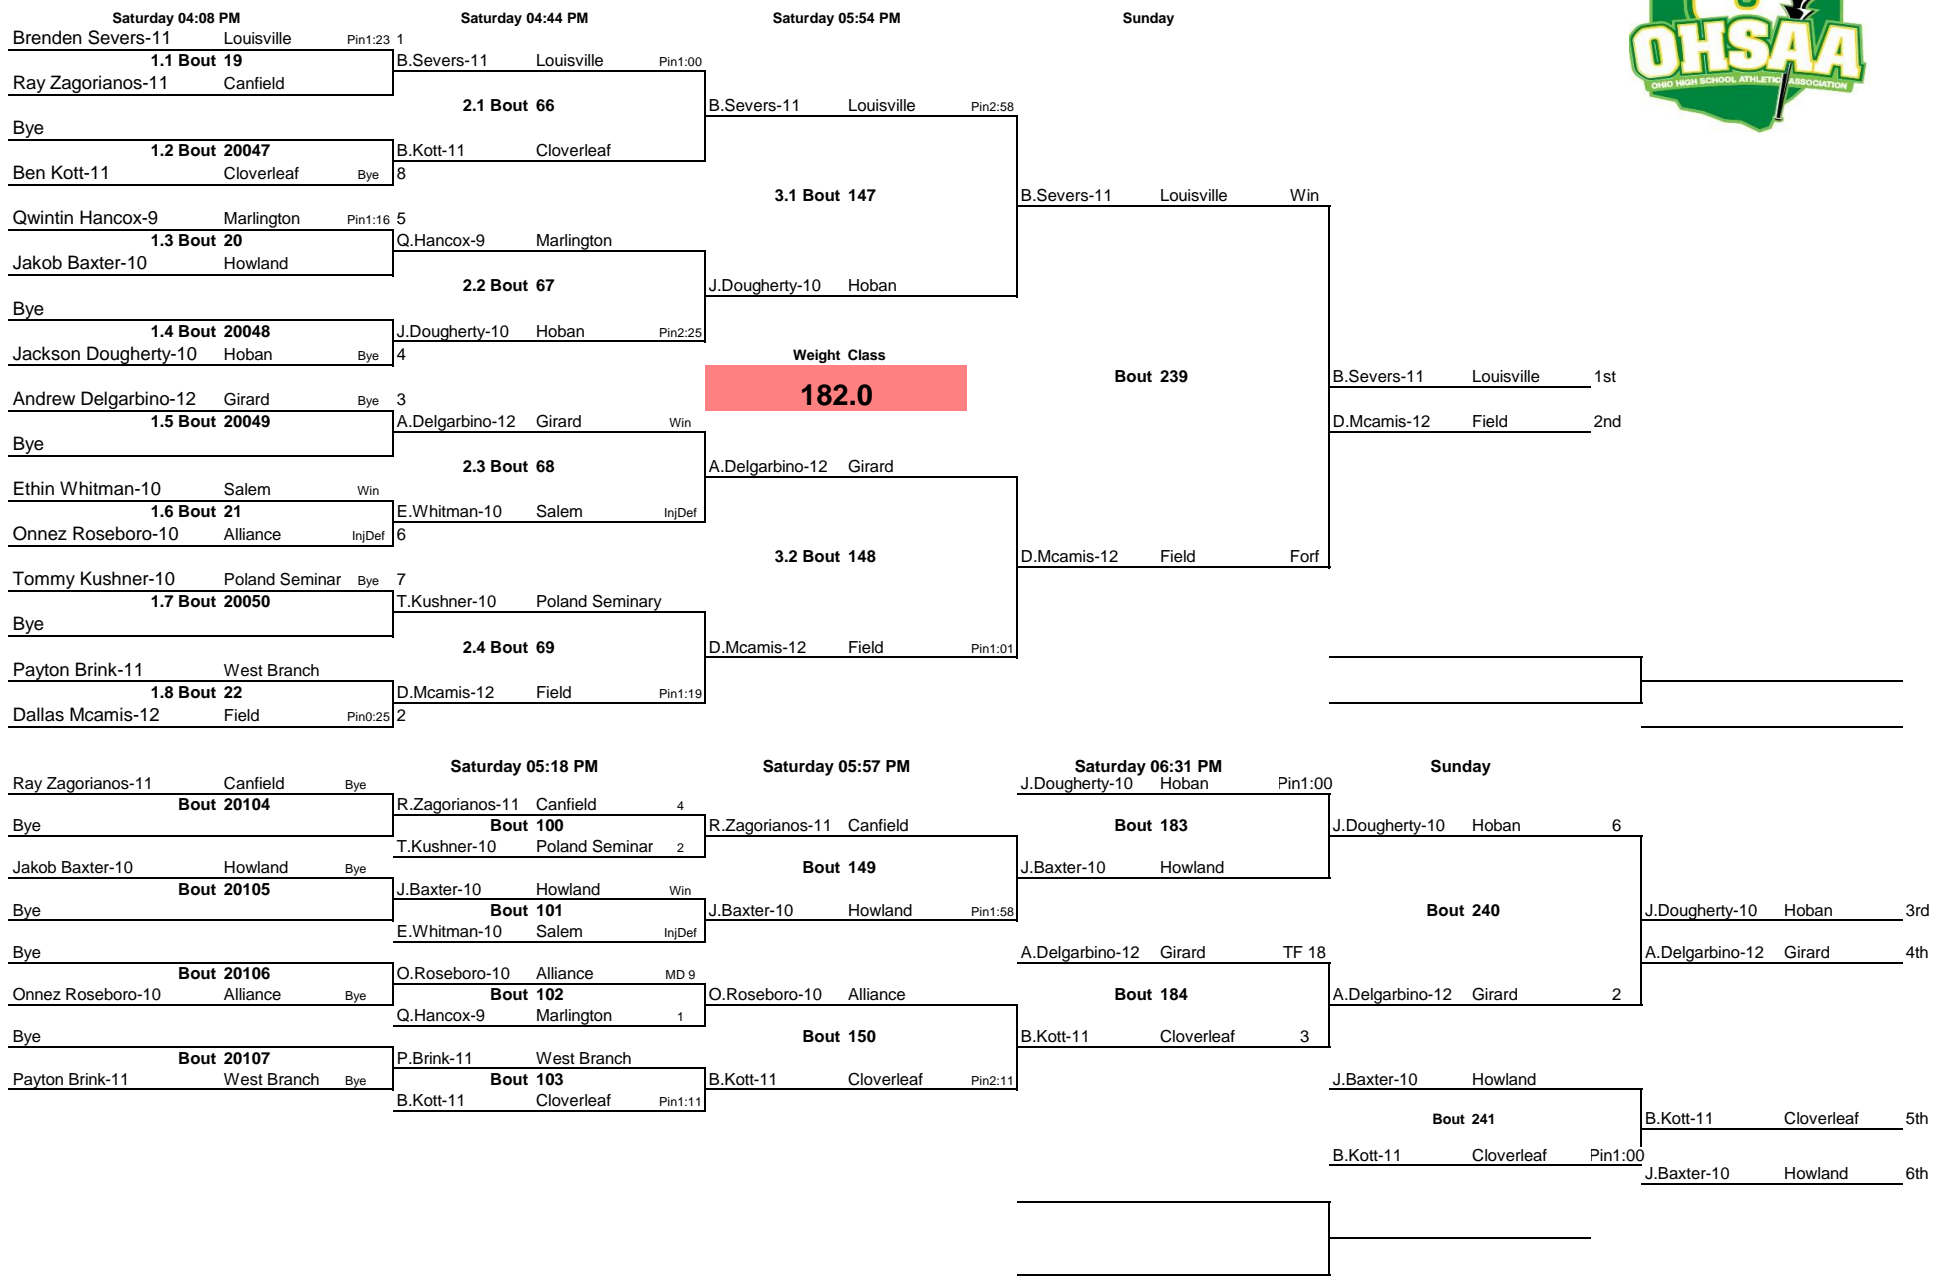 Saturday 04:08 PM Saturday 04:44 PM Saturday 05:54 PM Sunday
OHSAA
OHIO HIGH SCHOOL ATHLETIC ASSOCIATION
Brenden Severs-11 Louisville Pin1:23 1
1.1 Bout 19 B.Severs-11 Louisville Pin1:00
Ray Zagorianos-11 Canfield
2.1 Bout 66 B.Severs-11 Louisville Pin2:58
Bye
1.2 Bout 20047 B.Kott-11 Cloverleaf
Ben Kott-11 Cloverleaf Bye 8
3.1 Bout 147 B.Severs-11 Louisville Win
Qwintin Hancox-9 Marlington Pin1:16 5
1.3 Bout 20 Q.Hancox-9 Marlington
Jakob Baxter-10 Howland
2.2 Bout 67 J.Dougherty-10 Hoban
Bye
1.4 Bout 20048 J.Dougherty-10 Hoban Pin2:25
Jackson Dougherty-10 Hoban Bye 4 Weight Class
Bout 239 B.Severs-11 Louisville 1st
Andrew Delgarbino-12 Girard Bye 3 182.0
1.5 Bout 20049 A.Delgarbino-12 Girard Win D.Mcamis-12 Field 2nd
Bye
2.3 Bout 68 A.Delgarbino-12 Girard
Ethin Whitman-10 Salem Win
1.6 Bout 21 E.Whitman-10 Salem InjDef
Onnez Roseboro-10 Alliance InjDef 6
3.2 Bout 148 D.Mcamis-12 Field Forf
Tommy Kushner-10 Poland Seminar Bye 7
1.7 Bout 20050 T.Kushner-10 Poland Seminary
Bye
2.4 Bout 69 D.Mcamis-12 Field Pin1:01
Payton Brink-11 West Branch
1.8 Bout 22 D.Mcamis-12 Field Pin1:19
Dallas Mcamis-12 Field Pin0:25 2
Saturday 05:18 PM Saturday 05:57 PM Saturday 06:31 PM Sunday
Ray Zagorianos-11 Canfield Bye J.Dougherty-10 Hoban Pin1:00
Bout 20104 R.Zagorianos-11 Canfield 4
Bye Bout 100 R.Zagorianos-11 Canfield Bout 183 J.Dougherty-10 Hoban 6
T.Kushner-10 Poland Seminar 2
Jakob Baxter-10 Howland Bye Bout 149 J.Baxter-10 Howland
Bout 20105 J.Baxter-10 Howland Win
Bye Bout 101 J.Baxter-10 Howland Pin1:58 Bout 240 J.Dougherty-10 Hoban 3rd
E.Whitman-10 Salem InjDef
Bye A.Delgarbino-12 Girard TF 18 A.Delgarbino-12 Girard 4th
Bout 20106 O.Roseboro-10 Alliance MD 9
Onnez Roseboro-10 Alliance Bye Bout 102 O.Roseboro-10 Alliance Bout 184 A.Delgarbino-12 Girard 2
Q.Hancox-9 Marlington 1
Bye Bout 150 B.Kott-11 Cloverleaf 3
Bout 20107 P.Brink-11 West Branch
Payton Brink-11 West Branch Bye Bout 103 B.Kott-11 Cloverleaf Pin2:11 J.Baxter-10 Howland
B.Kott-11 Cloverleaf Pin1:11
Bout 241 B.Kott-11 Cloverleaf 5th
B.Kott-11 Cloverleaf Pin1:00
J.Baxter-10 Howland 6th